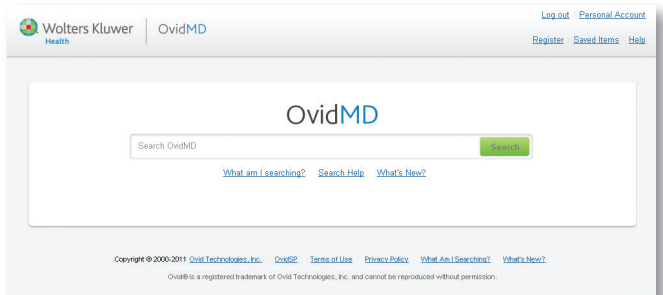 Log out Personal Account
Wolters Kluwer OvidMD
Health
Register Saved Items Help
OvidMD
Search OvidMD Search
What am I searching? Search Help What's New?
Copyright © 2000-2011 Ovid Technologies, Inc. OvidSP Terms of Use Privacy Policy What Am I Searching? What's New?
Ovid® is a registered trademark of Ovid Technologies, Inc. and cannot be reproduced without permission.